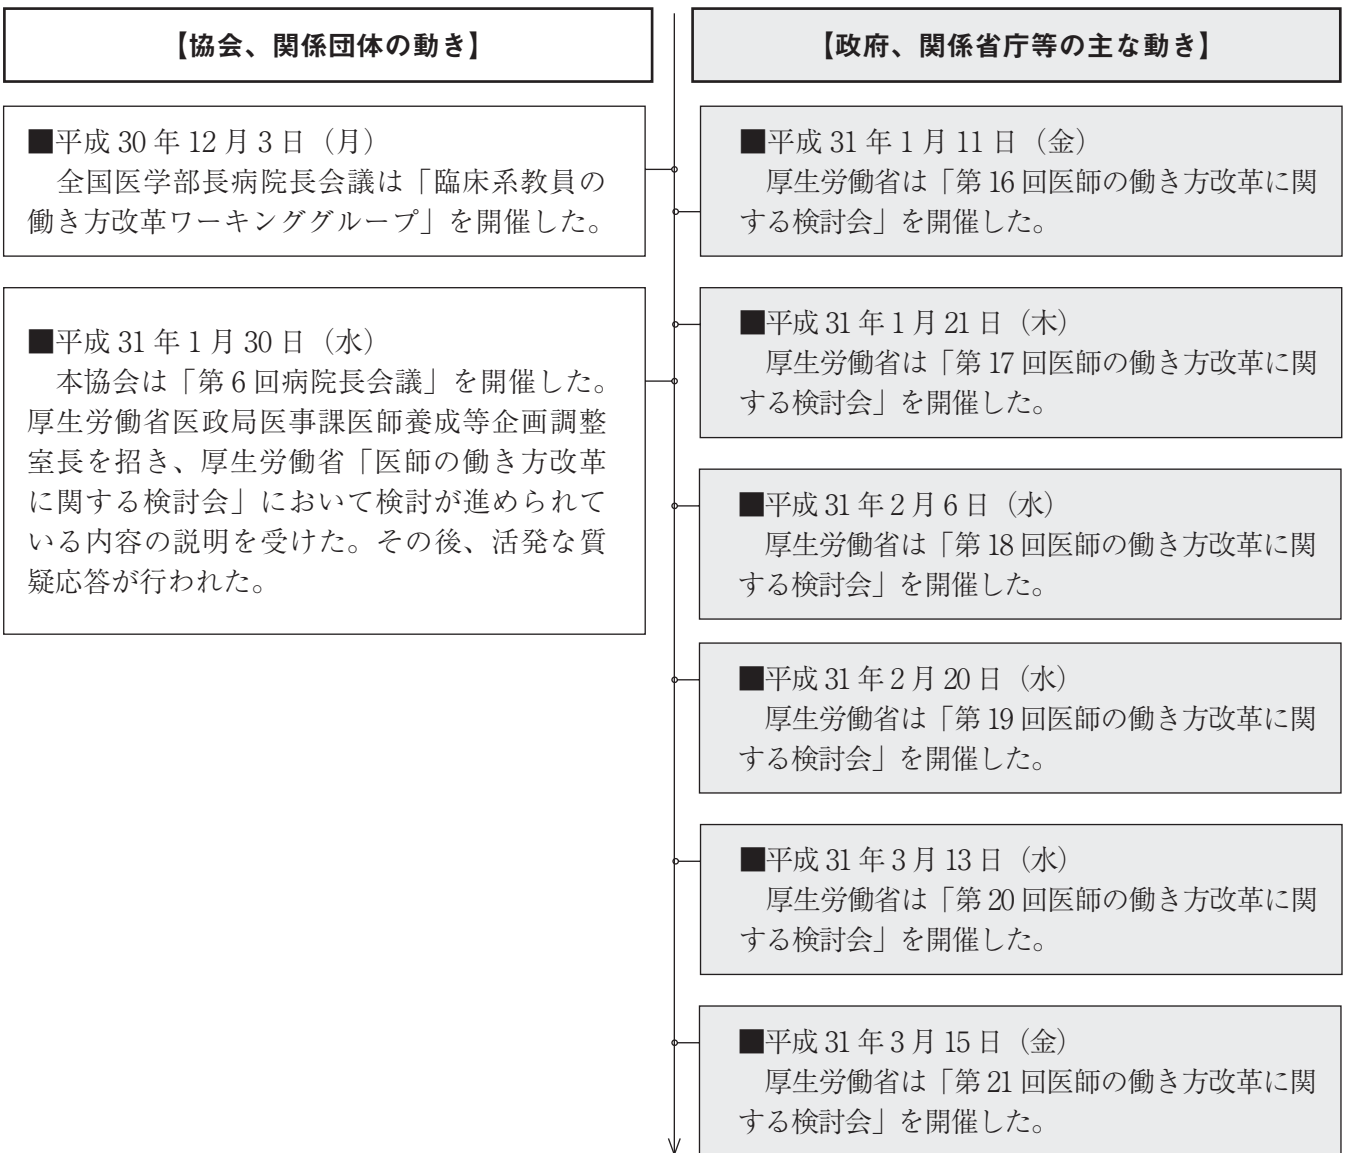 【協会、関係団体の動き】
■平成 30 年 12 月 3 日（月）
全国医学部長病院長会議は「臨床系教員の
働き方改革ワーキンググループ」を開催した。
■平成 31 年 1 月 30 日（水）
本協会は「第 6 回病院長会議」を開催した。
厚生労働省医政局医事課医師養成等企画調整
室長を招き、厚生労働省「医師の働き方改革
に関する検討会」において検討が進められて
いる内容の説明を受けた。その後、活発な質
疑応答が行われた。
【政府、関係省庁等の主な動き】
■平成 31 年 1 月 11 日（金）
厚生労働省は「第 16 回医師の働き方改革に関
する検討会」を開催した。
■平成 31 年 1 月 21 日（木）
厚生労働省は「第 17 回医師の働き方改革に関
する検討会」を開催した。
■平成 31 年 2 月 6 日（水）
厚生労働省は「第 18 回医師の働き方改革に関
する検討会」を開催した。
■平成 31 年 2 月 20 日（水）
厚生労働省は「第 19 回医師の働き方改革に関
する検討会」を開催した。
■平成 31 年 3 月 13 日（水）
厚生労働省は「第 20 回医師の働き方改革に関
する検討会」を開催した。
■平成 31 年 3 月 15 日（金）
厚生労働省は「第 21 回医師の働き方改革に関
する検討会」を開催した。